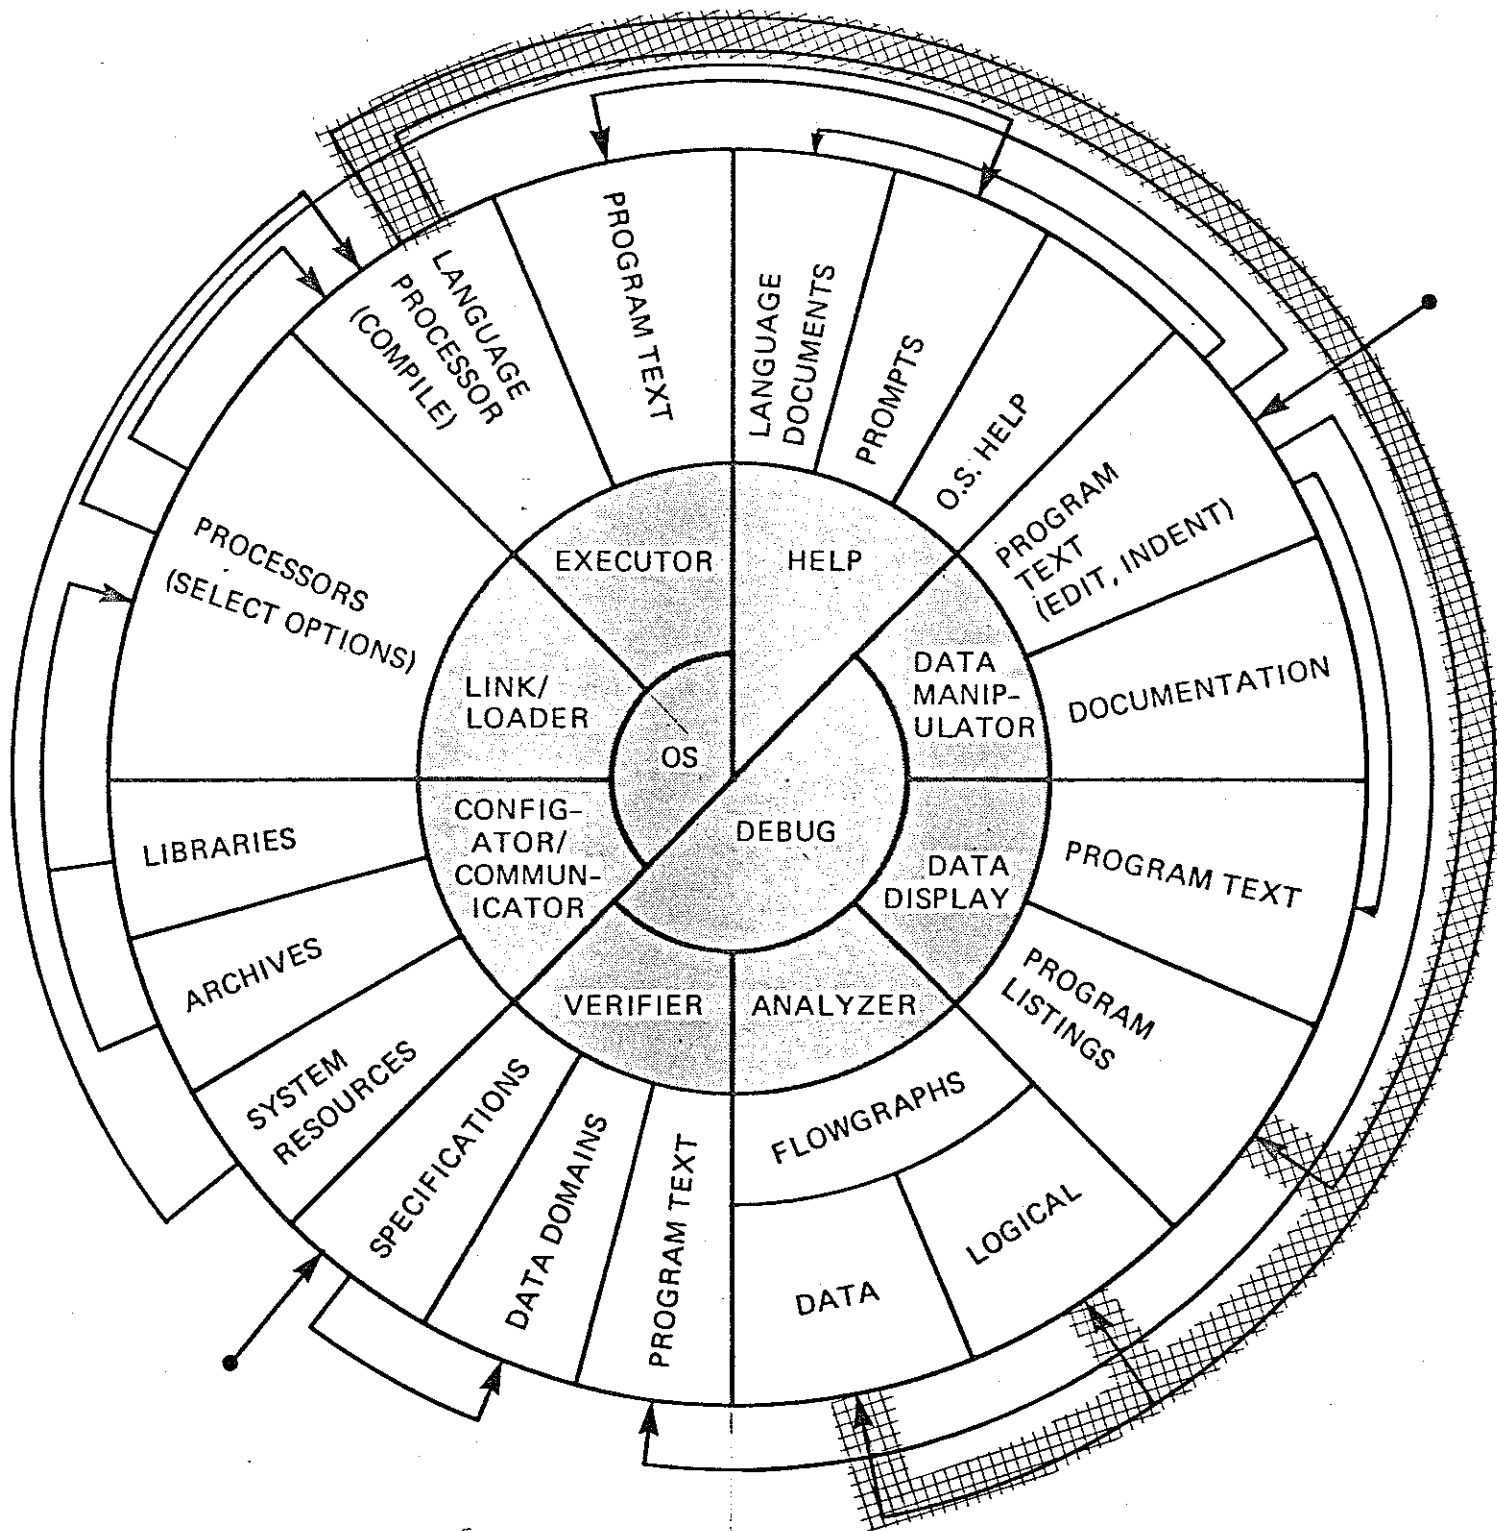 LANGUAGE
PROCESSOR
(COMPILE)
PROGRAM TEXT
LANGUAGE
DOCUMENTS
PROMPTS
O.S. HELP
PROGRAM
TEXT
(EDIT, INDENT)
DOCUMENTATION
PROGRAM TEXT
PROGRAM
LISTINGS
FLOWGRAPHS
LOGICAL
DATA
PROGRAM TEXT
DATA DOMAINS
SPECIFICATIONS
SYSTEM
RESOURCES
ARCHIVES
LIBRARIES
PROCESSORS
(SELECT OPTIONS)
EXECUTOR
HELP
DATA
MANIP-
ULATOR
DATA
DISPLAY
ANALYZER
VERIFIER
CONFIG-
ATOR/
COMMUN-
ICATOR
LINK/
LOADER
OS
DEBUG